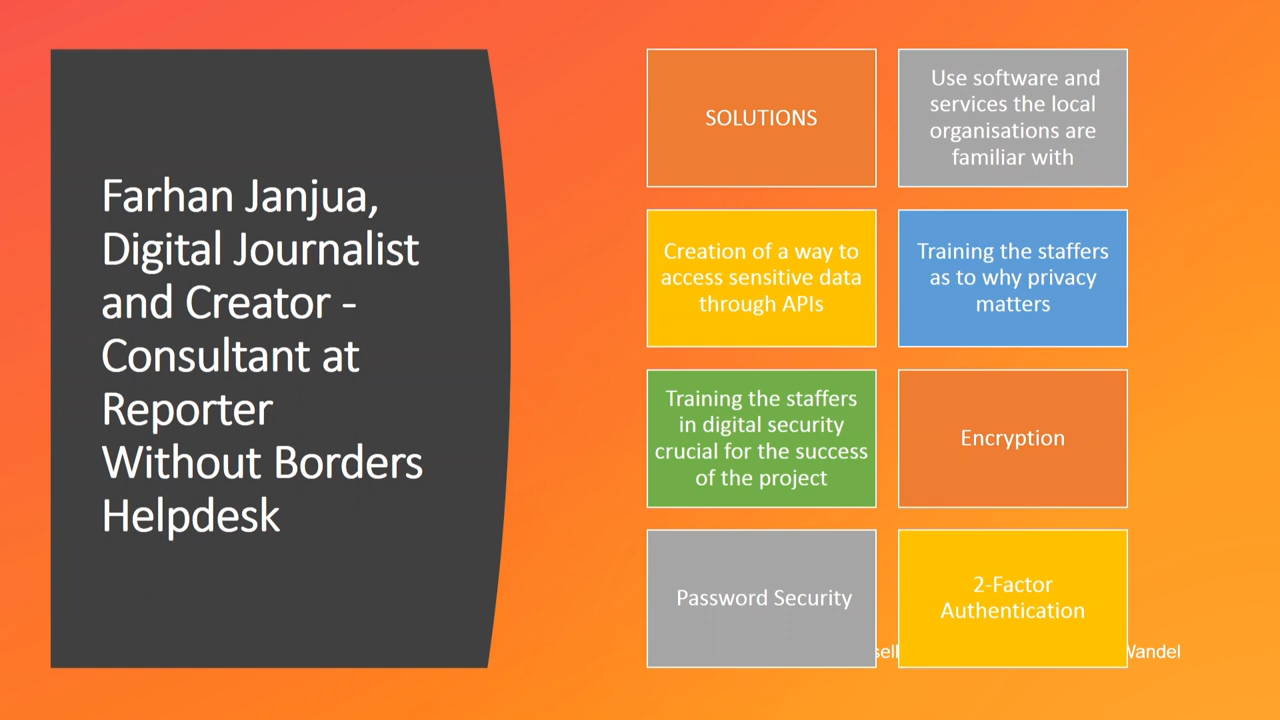 Farhan Janjua,
Digital Journalist
and Creator -
Consultant at
Reporter
Without Borders
Helpdesk
SOLUTIONS
Use software and
services the local
organisations are
familiar with
Creation of a way to
access sensitive data
through APIs
Training the staffers
as to why privacy
matters
Training the staffers
in digital security
crucial for the success
of the project
Encryption
Password Security
2-Factor
Authentication